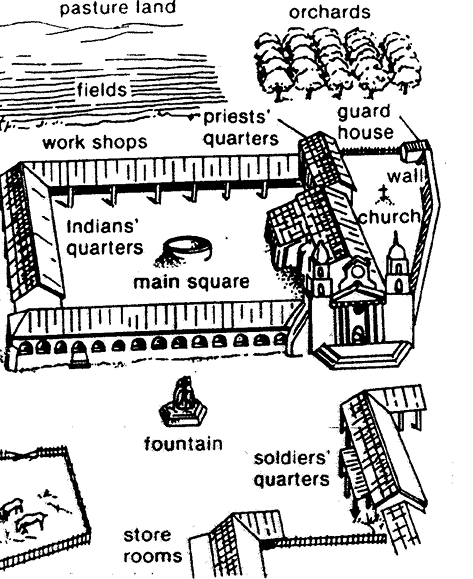 pasture land
orchards
fields
priests'
quarters
guard
house
work shops
wall
church
Indians'
quarters
main square
fountain
soldiers'
quarters
store
rooms